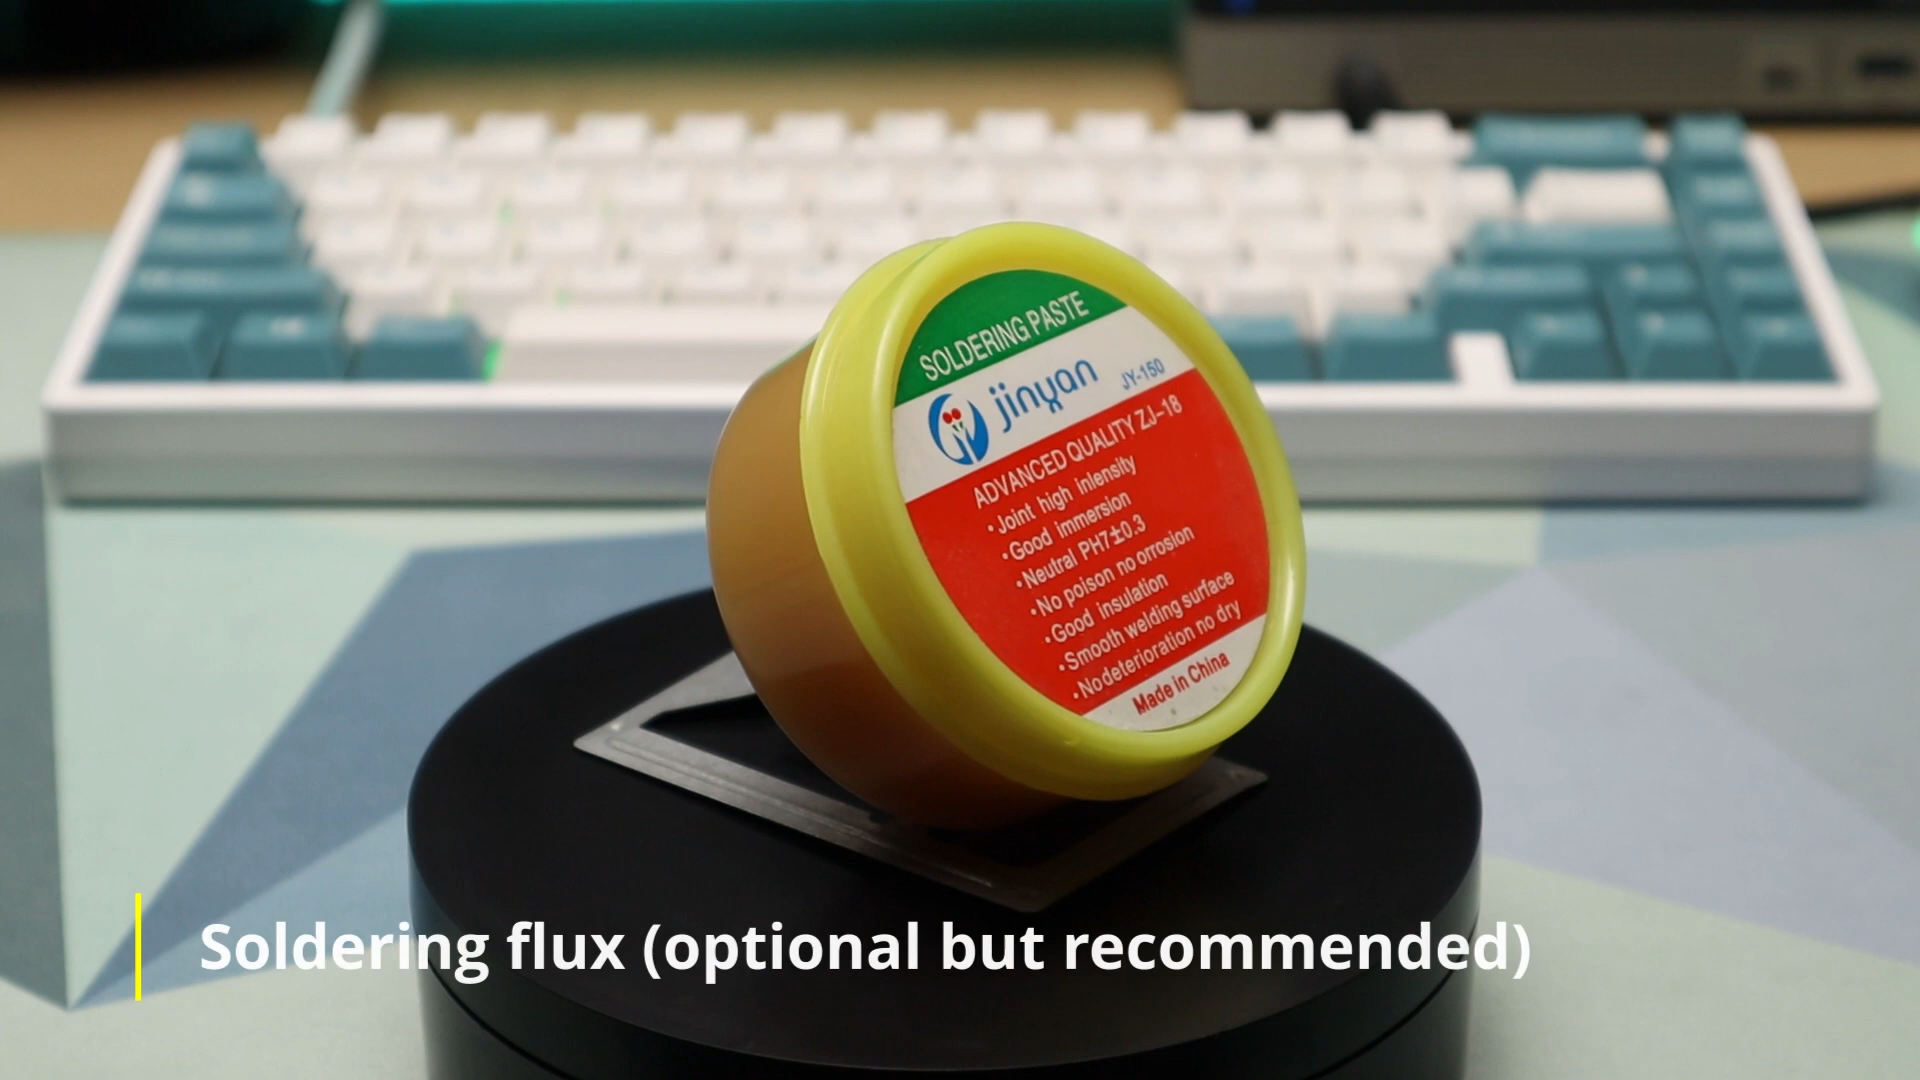 SOLDERING PASTE
jinyan JY-150
ADVANCED QUALITY ZJ-18
·Joint high inlensity
·Good immersion
·Neutral PH7±0.3
·No poison no orrosion
·Good insulation
·Smooth welding surface
·Nodeterioration no dry
Made in China
Soldering flux (optional but recommended)